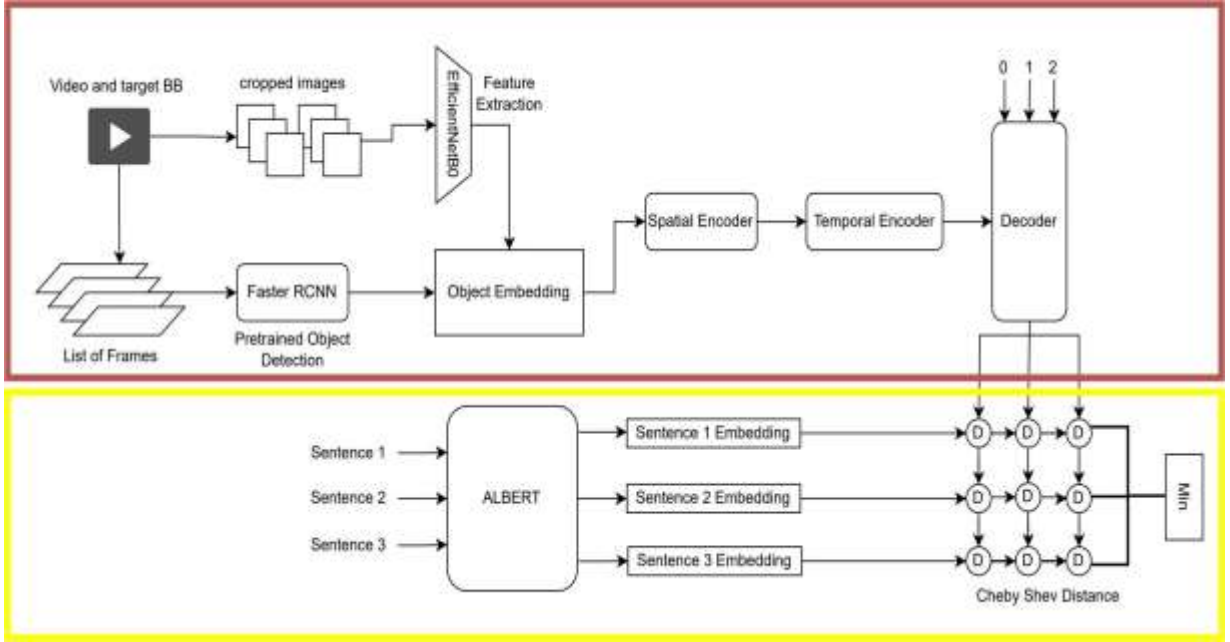 Video and target BB
cropped images
EfficientNetB0
Feature
Extraction
0 1 2
Spatial Encoder
Temporal Encoder
Decoder
Faster RCNN
Object Embedding
Pretrained Object
Detection
List of Frames
Sentence 1
Sentence 2
Sentence 3
ALBERT
Sentence 1 Embedding
Sentence 2 Embedding
Sentence 3 Embedding
D D D
D D D
D D D
Min
Cheby Shev Distance